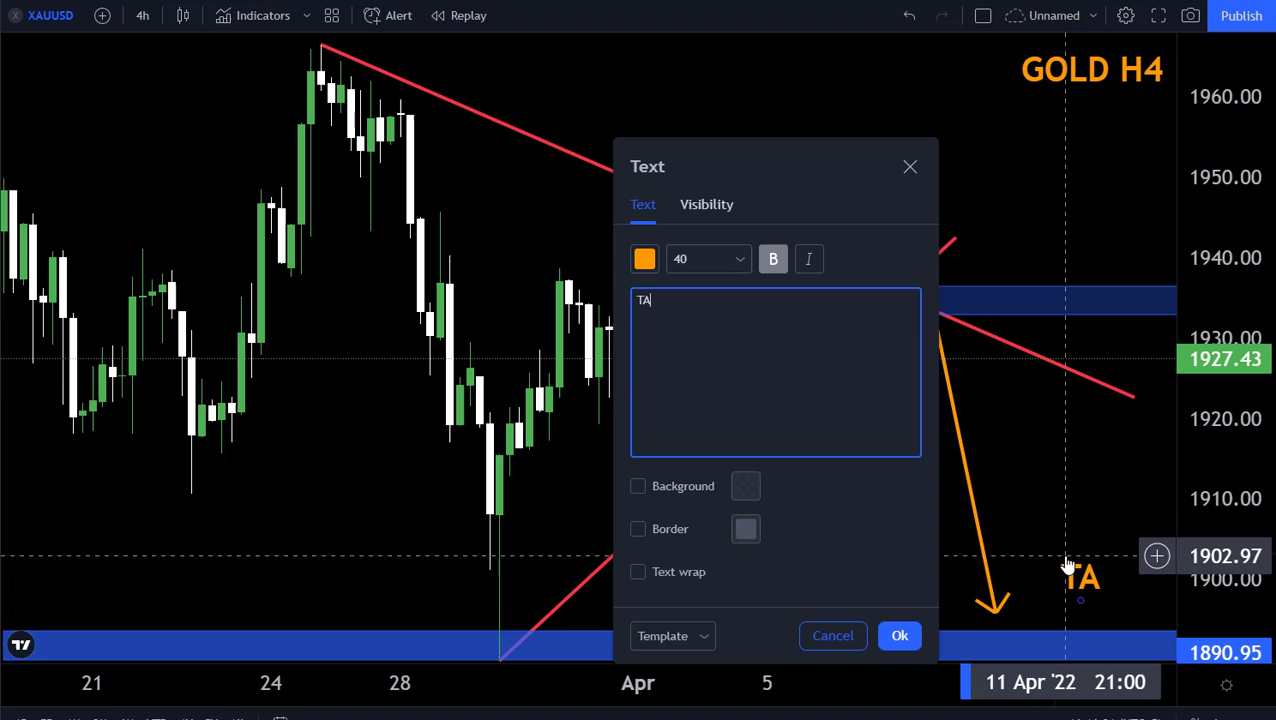 XAUUSD 4h Indicators Alert Replay Unnamed Publish
GOLD H4
1960.00
1950.00
1940.00
1930.00
1927.43
1920.00
1910.00
1902.97
1900.00
1890.95
Text
Text Visibility
40 B I
TA
Background
Border
Text wrap
Template Cancel Ok
TA
21 24 28 Apr 5 11 Apr '22 21:00